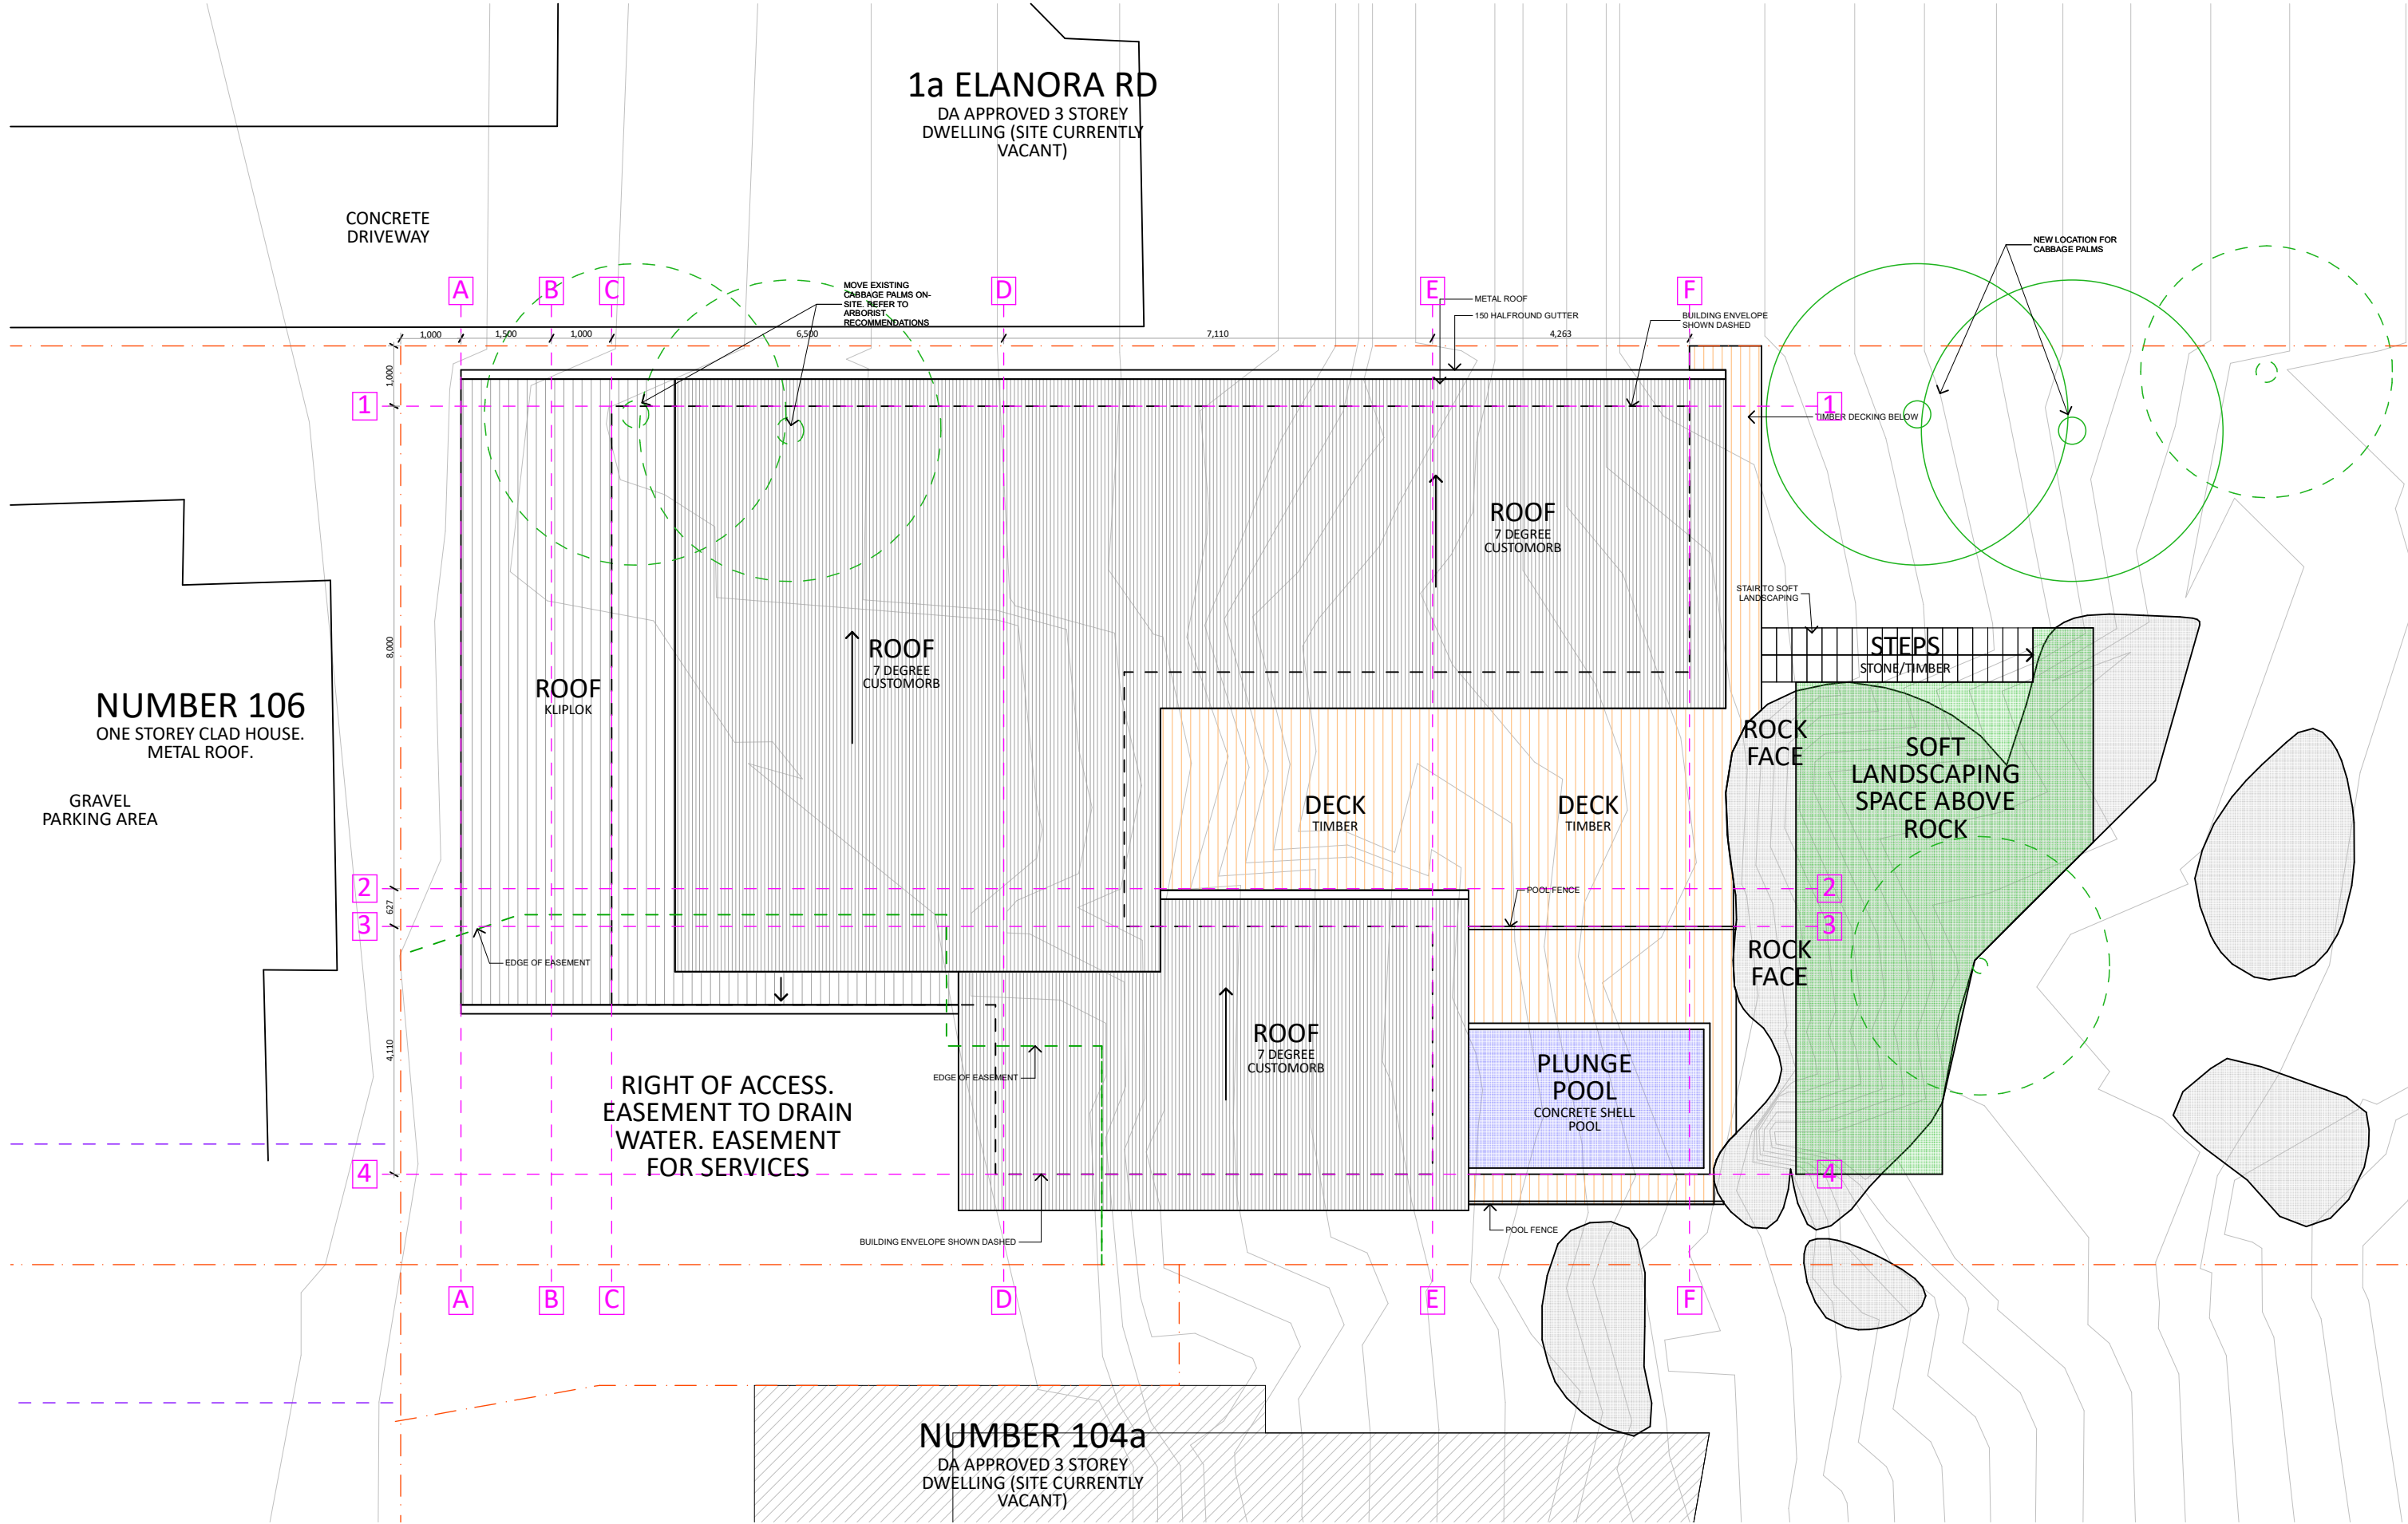 1a ELANORA RD
DA APPROVED 3 STOREY
DWELLING (SITE CURRENTLY
VACANT)
CONCRETE
DRIVEWAY
NEW LOCATION FOR
CABBAGE PALMS
A
B
C
D
E
F
MOVE EXISTING
CABBAGE PALMS ON-
SITE. REFER TO
ARBORIST
RECOMMENDATIONS
METAL ROOF
150 HALFROUND GUTTER
BUILDING ENVELOPE
SHOWN DASHED
1,000
1,500
1,000
6,500
7,110
4,263
1,000
1
1
TIMBER DECKING BELOW
ROOF
7 DEGREE
CUSTOMORB
STAIR TO SOFT
LANDSCAPING
8,000
ROOF
7 DEGREE
CUSTOMORB
STEPS
STONE/TIMBER
ROOF
KLIPLOK
NUMBER 106
ONE STOREY CLAD HOUSE.
METAL ROOF.
ROCK
FACE
SOFT
LANDSCAPING
SPACE ABOVE
ROCK
GRAVEL
PARKING AREA
DECK
TIMBER
DECK
TIMBER
2
POOL FENCE
2
627
3
3
EDGE OF EASEMENT
ROCK
FACE
4,110
ROOF
7 DEGREE
CUSTOMORB
PLUNGE
POOL
CONCRETE SHELL
POOL
EDGE OF EASEMENT
RIGHT OF ACCESS.
EASEMENT TO DRAIN
WATER. EASEMENT
FOR SERVICES
4
4
BUILDING ENVELOPE SHOWN DASHED
POOL FENCE
A
B
C
D
E
F
NUMBER 104a
DA APPROVED 3 STOREY
DWELLING (SITE CURRENTLY
VACANT)